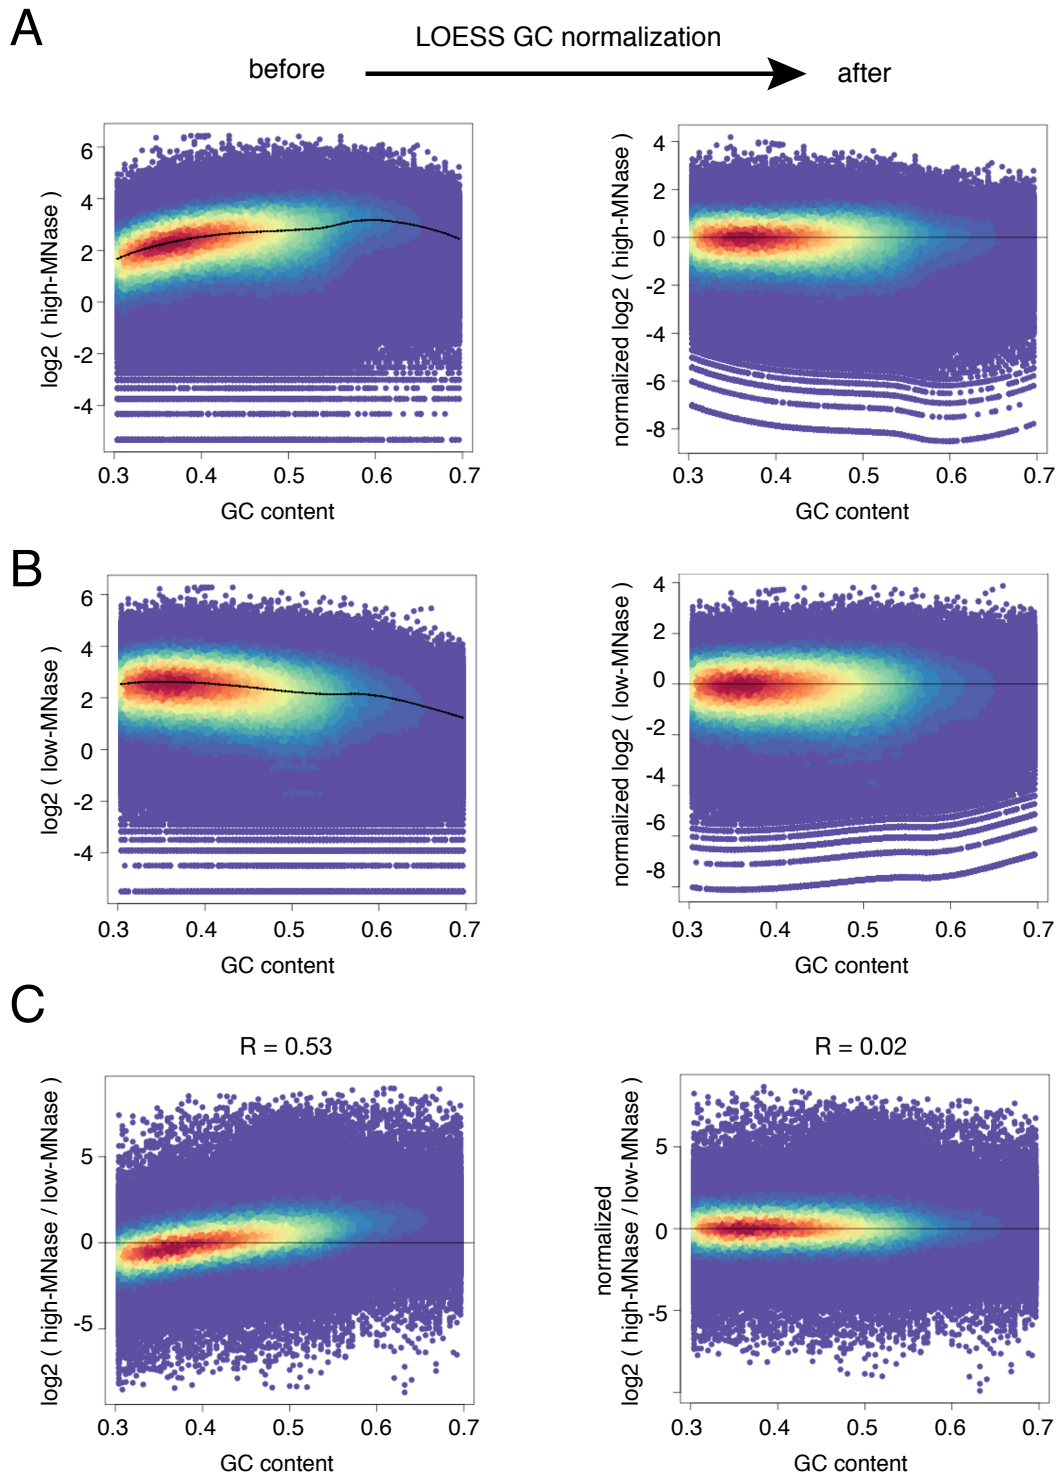 A
LOESS GC normalization
before
after
log2 ( high-MNase )
6
4
2
0
-2
-4
0.3 0.4 0.5 0.6 0.7
GC content
normalized log2 ( high-MNase )
4
2
0
-2
-4
-6
-8
0.3 0.4 0.5 0.6 0.7
GC content
B
log2 ( low-MNase )
6
4
2
0
-2
-4
0.3 0.4 0.5 0.6 0.7
GC content
normalized log2 ( low-MNase )
4
2
0
-2
-4
-6
-8
0.3 0.4 0.5 0.6 0.7
GC content
C
R = 0.53
log2 ( high-MNase / low-MNase )
5
0
-5
0.3 0.4 0.5 0.6 0.7
GC content
R = 0.02
normalized
log2 ( high-MNase / low-MNase )
5
0
-5
0.3 0.4 0.5 0.6 0.7
GC content